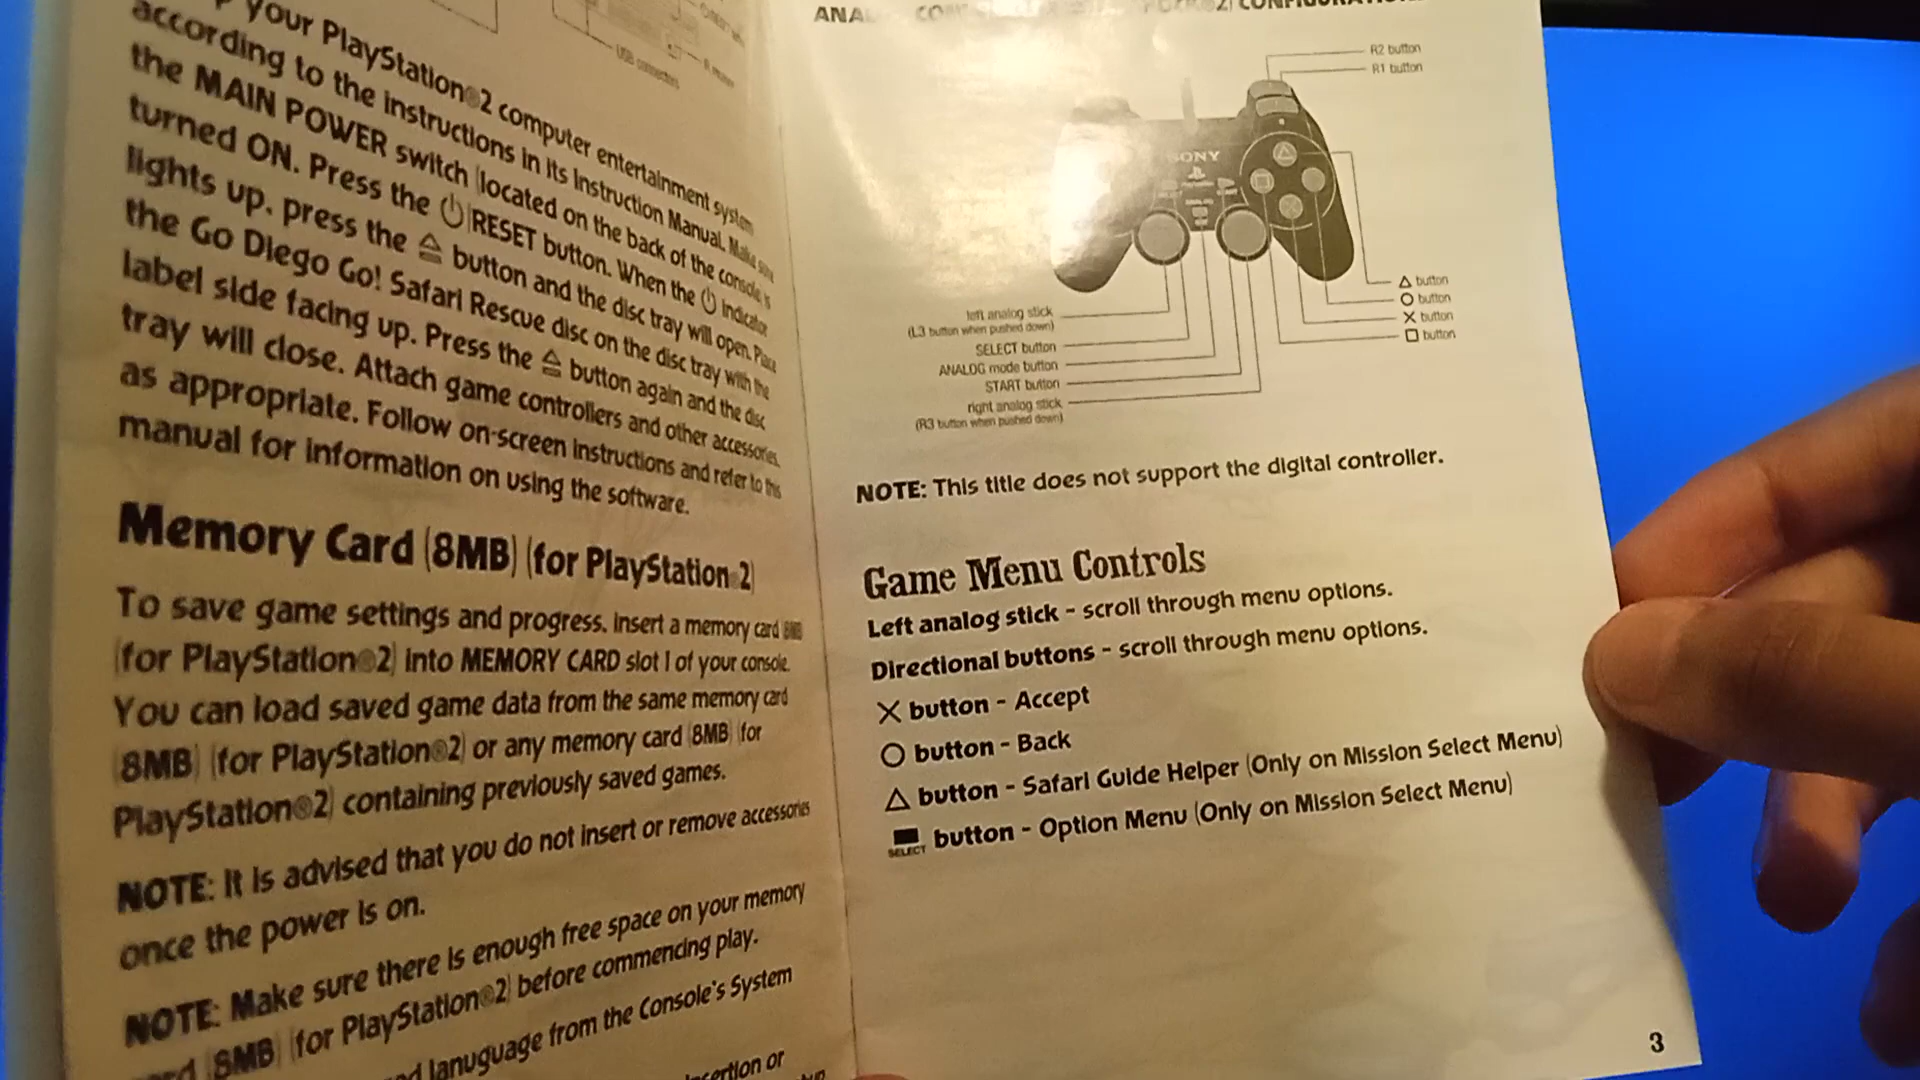 USB connectors
your PlayStation®2 computer entertainment system
according to the instructions in its Instruction Manual. Make sure
the MAIN POWER switch (located on the back of the console) is
turned ON. Press the RESET button. When the indicator
lights up, press the button and the disc tray will open. Place
the Go Diego Go! Safari Rescue disc on the disc tray with the
label side facing up. Press the button again and the disc
tray will close. Attach game controllers and other accessories,
as appropriate. Follow on-screen instructions and refer to this
manual for information on using the software.
Memory Card (8MB) (for PlayStation®2)
To save game settings and progress, insert a memory card (8MB)
(for PlayStation®2) into MEMORY CARD slot 1 of your console.
You can load saved game data from the same memory card
(8MB) (for PlayStation®2) or any memory card (8MB) (for
PlayStation®2) containing previously saved games.
NOTE: It is advised that you do not insert or remove accessories
once the power is on.
NOTE: Make sure there is enough free space on your memory
(8MB) (for PlayStation®2) before commencing play.
lanuguage from the Console's System
or
R2 button
R1 button
SONY
△ button
○ button
✕ button
□ button
left analog stick
(L3 button when pushed down)
SELECT button
ANALOG mode button
START button
right analog stick
(R3 button when pushed down)
NOTE: This title does not support the digital controller.
Game Menu Controls
Left analog stick - scroll through menu options.
Directional buttons - scroll through menu options.
✕ button - Accept
○ button - Back
△ button - Safari Guide Helper (Only on Mission Select Menu)
SELECT button - Option Menu (Only on Mission Select Menu)
3